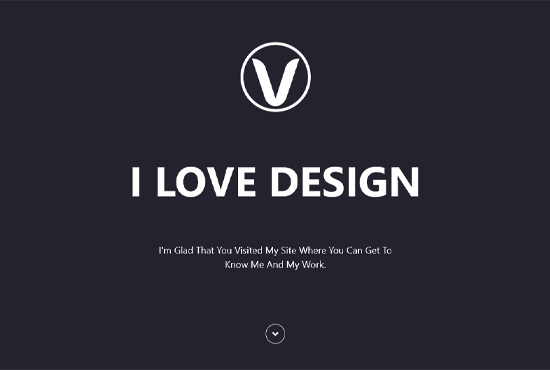 V
I LOVE DESIGN
I'm Glad That You Visited My Site Where You Can Get To
Know Me And My Work.